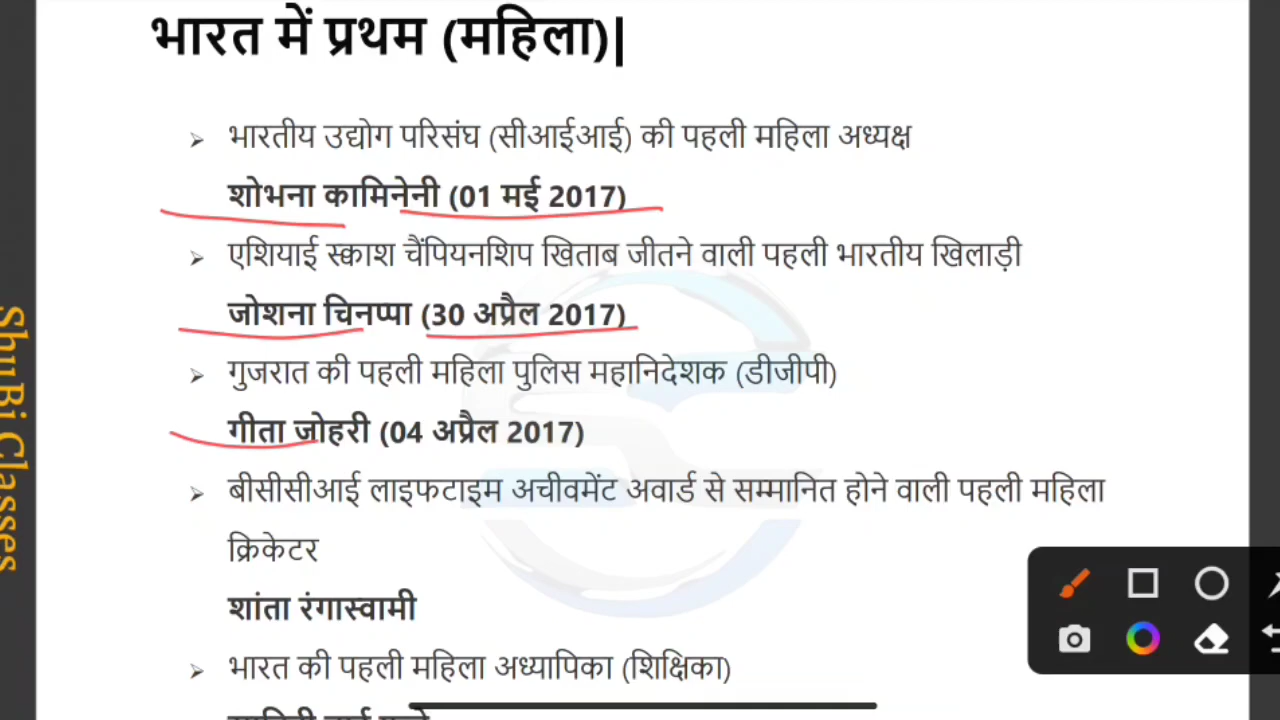 भारत में प्रथम (महिला)|
भारतीय उद्योग परिसंघ (सीआईआई) की पहली महिला अध्यक्ष
शोभना कामिनेनी (01 मई 2017)
एशियाई स्क्वाश चैंपियनशिप खिताब जीतने वाली पहली भारतीय खिलाड़ी
जोशना चिनप्पा (30 अप्रैल 2017)
गुजरात की पहली महिला पुलिस महानिदेशक (डीजीपी)
गीता जोहरी (04 अप्रैल 2017)
बीसीसीआई लाइफटाइम अचीवमेंट अवार्ड से सम्मानित होने वाली पहली महिला
क्रिकेटर
शांता रंगास्वामी
भारत की पहली महिला अध्यापिका (शिक्षिका)
ShuBi Classes